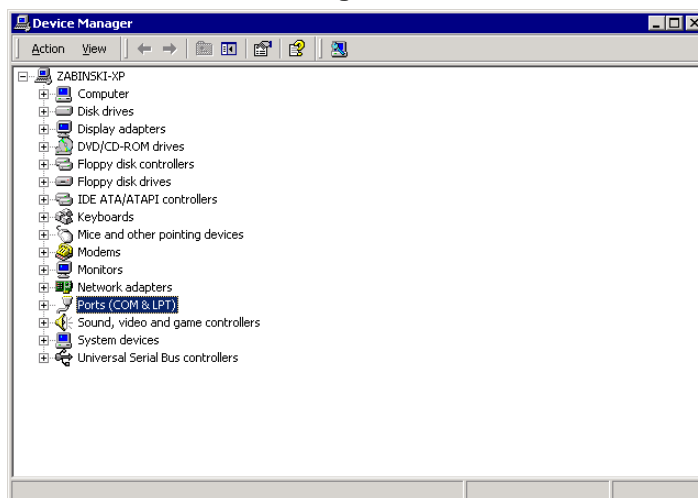 Device Manager
Action View
ZABINSKI-XP
Computer
Disk drives
Display adapters
DVD/CD-ROM drives
Floppy disk controllers
Floppy disk drives
IDE ATA/ATAPI controllers
Keyboards
Mice and other pointing devices
Modems
Monitors
Network adapters
Ports (COM & LPT)
Sound, video and game controllers
System devices
Universal Serial Bus controllers